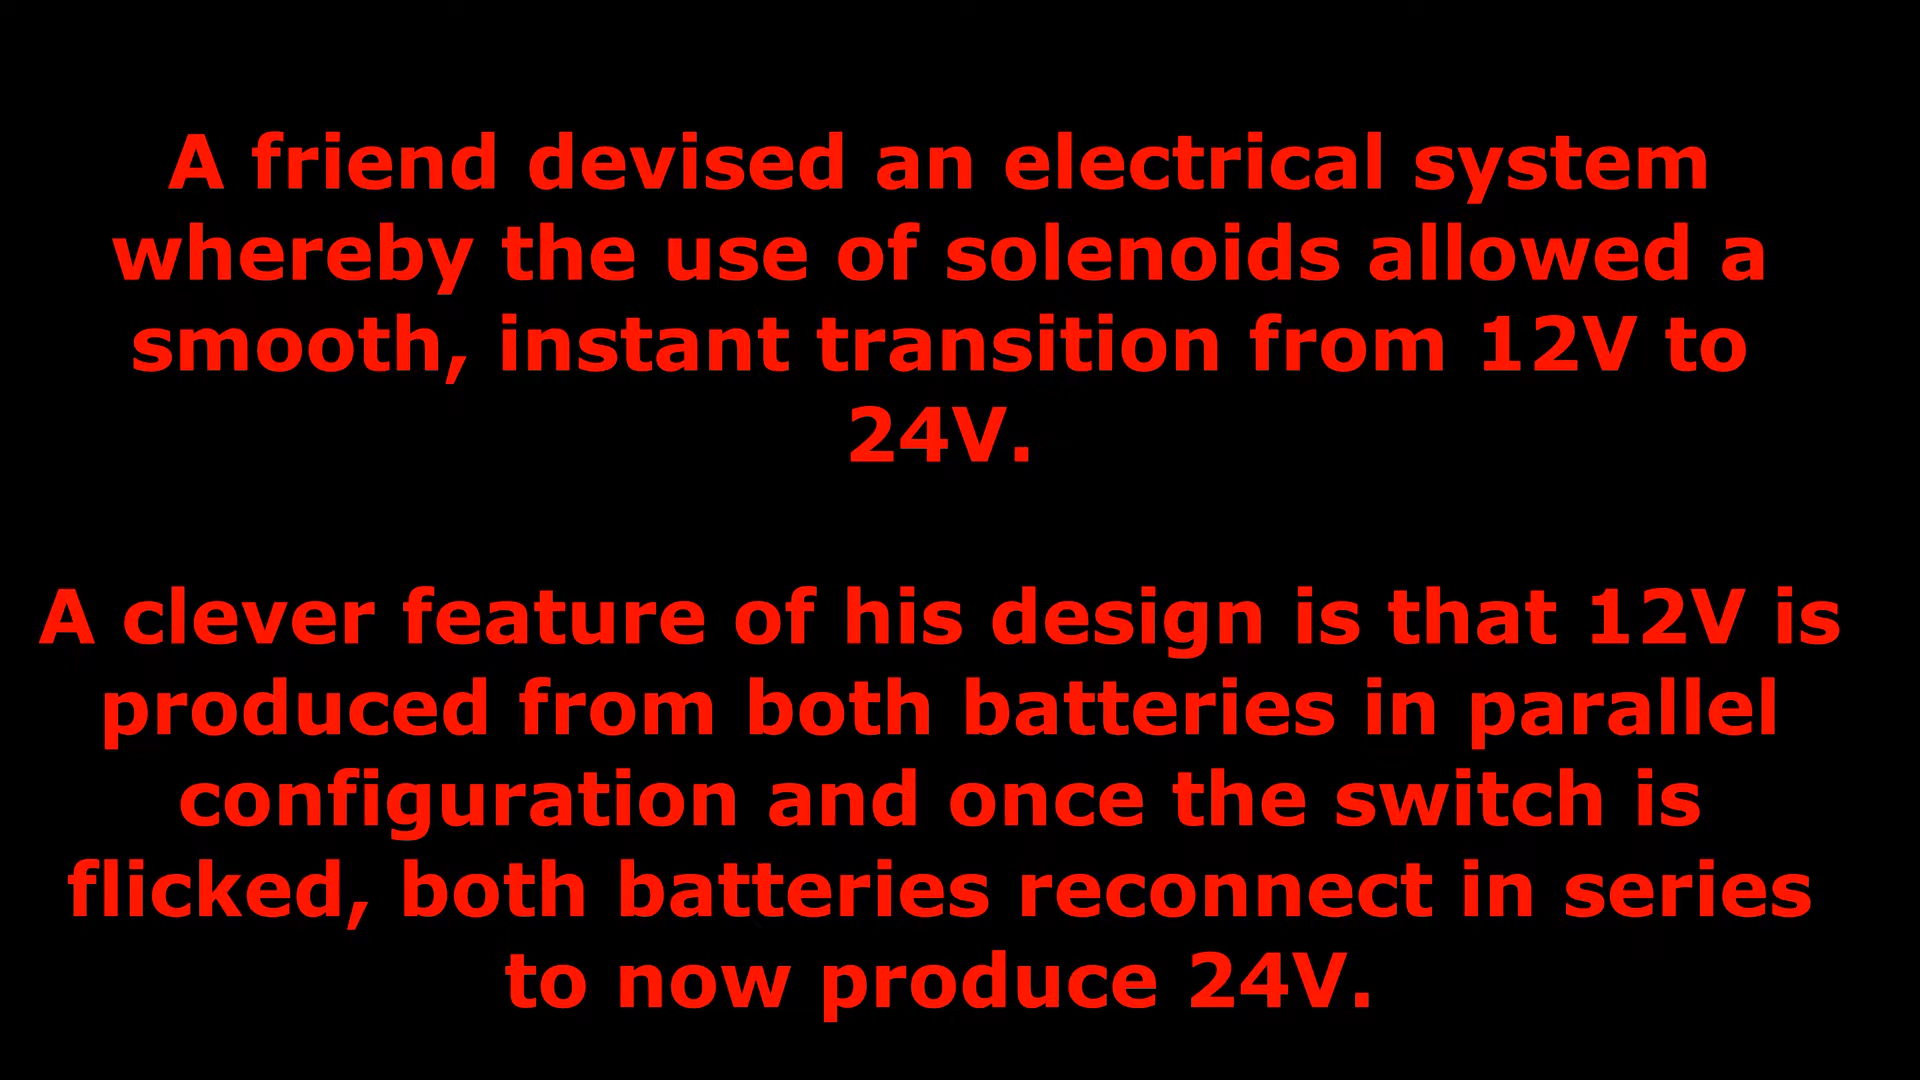 A friend devised an electrical system
whereby the use of solenoids allowed a
smooth, instant transition from 12V to
24V.
A clever feature of his design is that 12V is
produced from both batteries in parallel
configuration and once the switch is
flicked, both batteries reconnect in series
to now produce 24V.